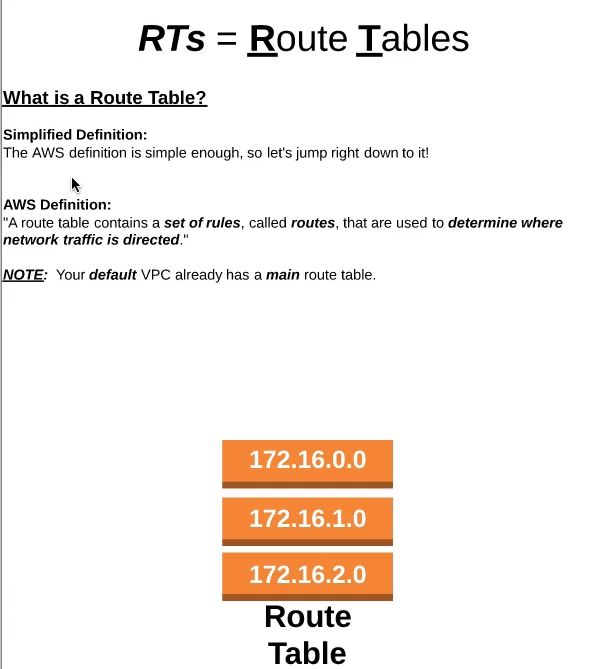 RTs = Route Tables
What is a Route Table?
Simplified Definition:
The AWS definition is simple enough, so let's jump right down to it!
AWS Definition:
"A route table contains a set of rules, called routes, that are used to determine where
network traffic is directed."
NOTE:  Your default VPC already has a main route table.
172.16.0.0
172.16.1.0
172.16.2.0
Route
Table